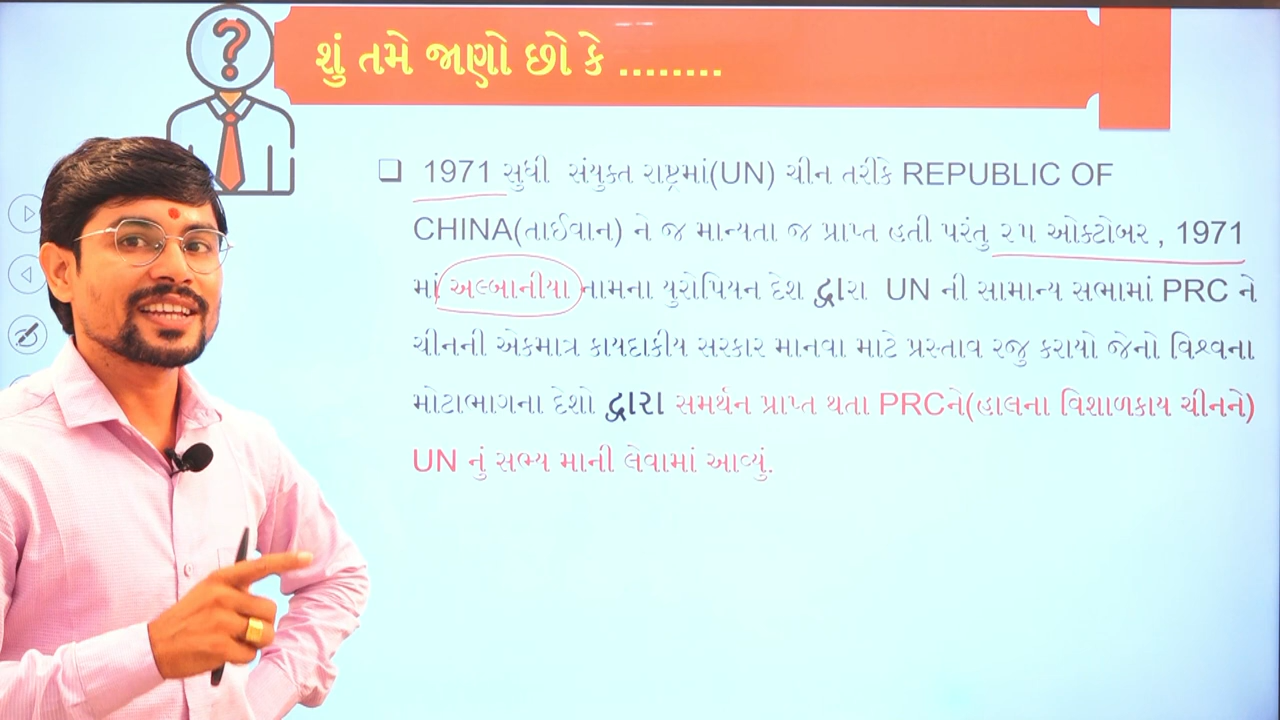 શું તમે જાણો છો કે ........
❑ 1971 સુધી સંયુક્ત રાષ્ટ્રમાં(UN) ચીન તરીકે REPUBLIC OF
CHINA(તાઈવાન) ને જ માન્યતા જ પ્રાપ્ત હતી પરંતુ ૨૫ ઓક્ટોબર , 1971
માં અલ્બાનીયા નામના યુરોપિયન દેશ દ્વારા UN ની સામાન્ય સભામાં PRC ને
ચીનની એકમાત્ર કાયદાકીય સરકાર માનવા માટે પ્રસ્તાવ રજુ કરાયો જેનો વિશ્વના
મોટાભાગના દેશો દ્વારા સમર્થન પ્રાપ્ત થતા PRCને(હાલના વિશાળકાય ચીનને)
UN નું સભ્ય માની લેવામાં આવ્યું.